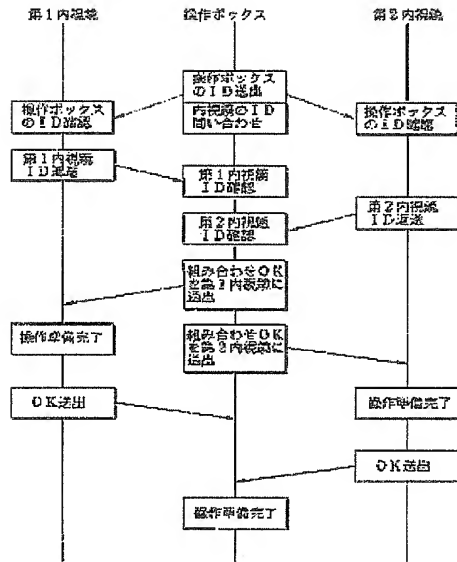 第1内視鏡
操作ボックス
第2内視鏡
操作ボックス
のID送出
内視鏡のID
問い合わせ
操作ボックス
のID確認
操作ボックス
のID確認
第1内視鏡
ID返送
第1内視鏡
ID確認
第2内視鏡
ID返送
第2内視鏡
ID確認
組み合わせOK
内視鏡に
送出
操作準備完了
組み合わせOK
を第2内視鏡に
送出
OK送出
操作準備完了
OK送出
操作準備完了